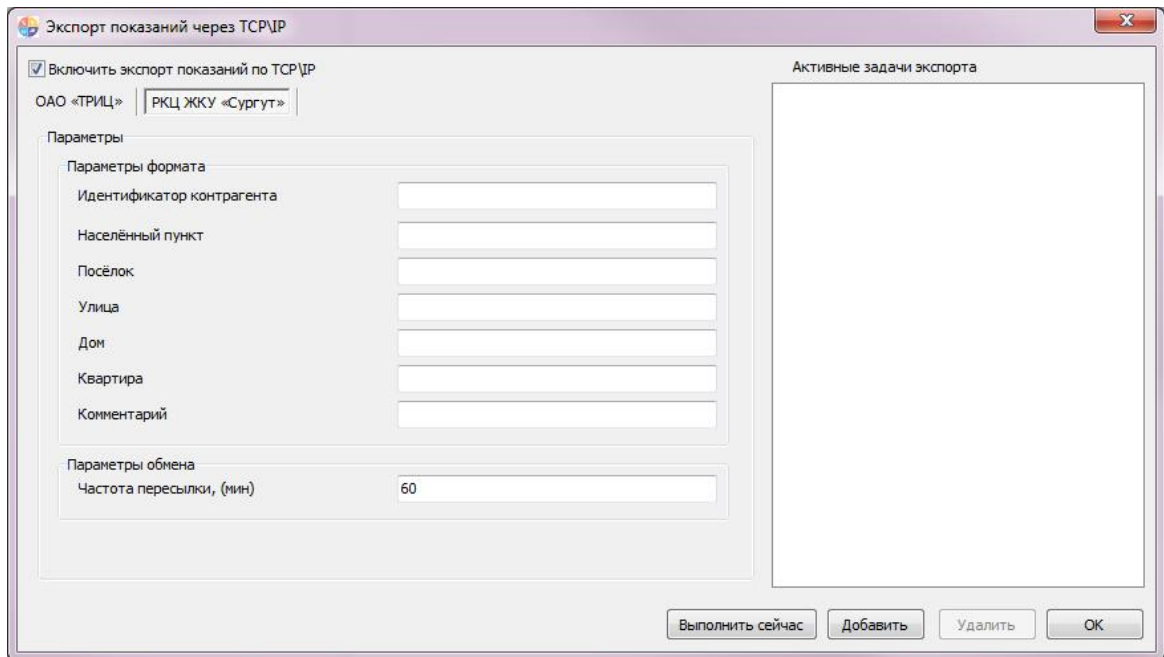 Экспорт показаний через TCP\IP
Включить экспорт показаний по TCP\IP
ОАО «ТРИЦ»
РКЦ ЖКУ «Сургут»
Параметры
Параметры формата
Идентификатор контрагента
Населённый пункт
Посёлок
Улица
Дом
Квартира
Комментарий
Параметры обмена
Частота пересылки, (мин) 60
Активные задачи экспорта
Выполнить сейчас Добавить Удалить ОК